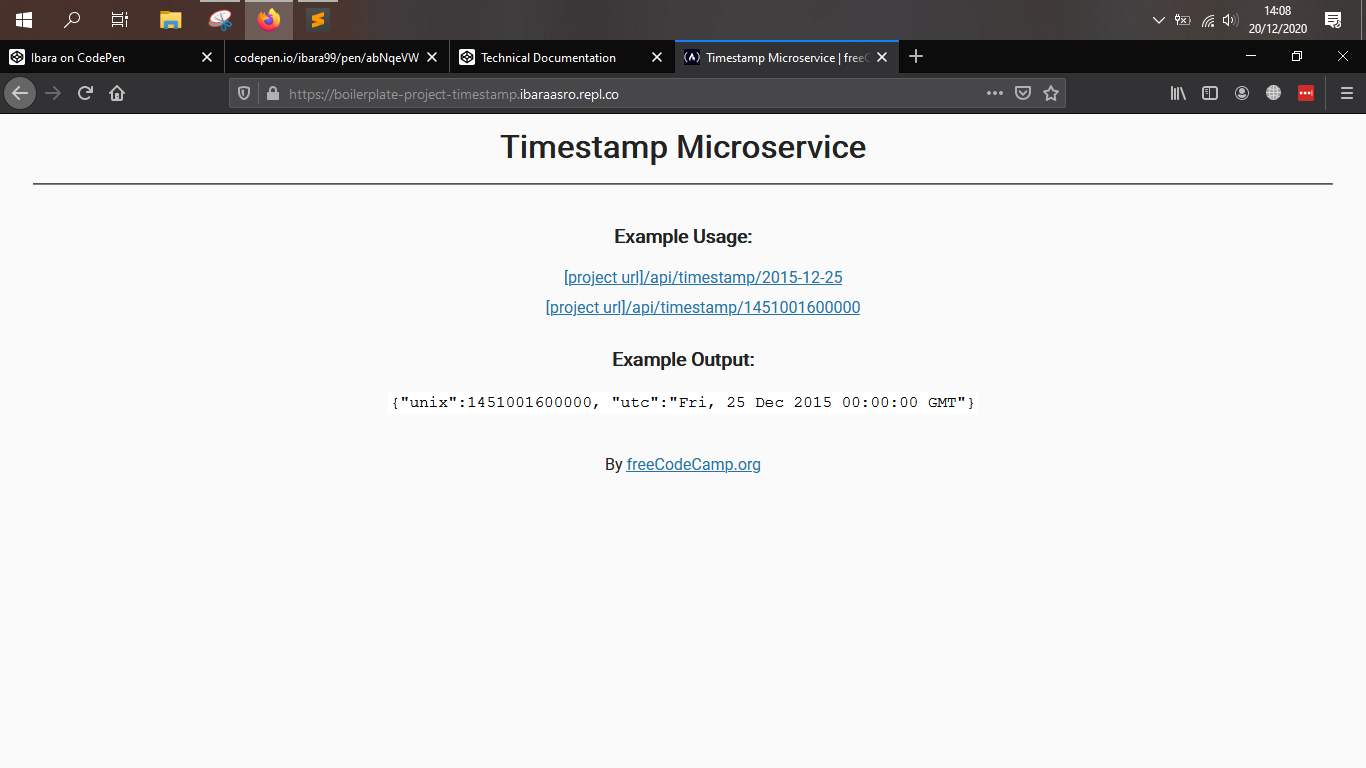 14:08
20/12/2020
Ibara on CodePen
codepen.io/ibara99/pen/abNqeVW
Technical Documentation
Timestamp Microservice | freeC
https://boilerplate-project-timestamp.ibaraasro.repl.co
Timestamp Microservice
Example Usage:
[project url]/api/timestamp/2015-12-25
[project url]/api/timestamp/1451001600000
Example Output:
{"unix":1451001600000, "utc":"Fri, 25 Dec 2015 00:00:00 GMT"}
By freeCodeCamp.org